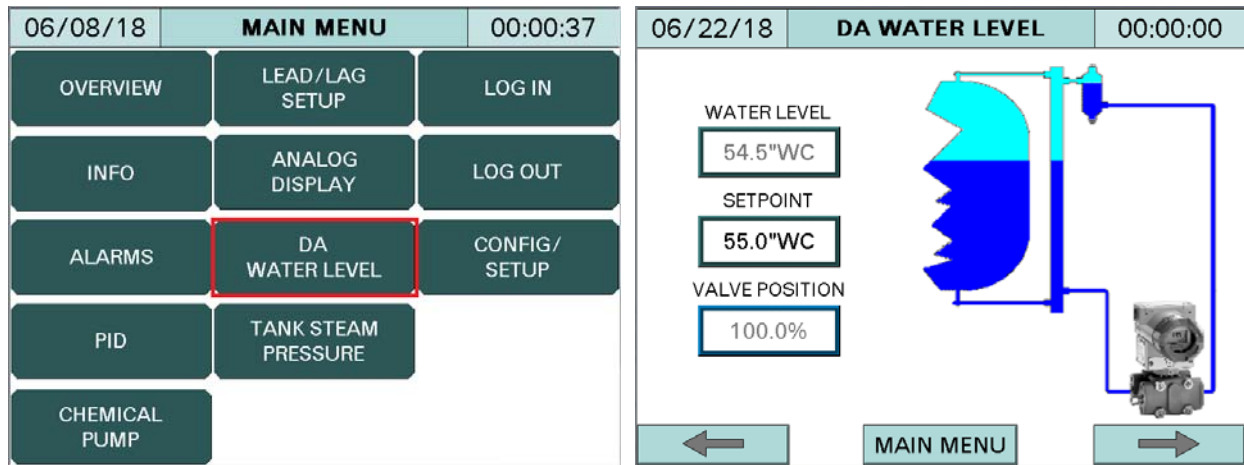 06/08/18 MAIN MENU 00:00:37
OVERVIEW
LEAD/LAG
SETUP
LOG IN
INFO
ANALOG
DISPLAY
LOG OUT
ALARMS
DA
WATER LEVEL
CONFIG/
SETUP
PID
TANK STEAM
PRESSURE
CHEMICAL
PUMP
06/22/18 DA WATER LEVEL 00:00:00
WATER LEVEL
54.5"WC
SETPOINT
55.0"WC
VALVE POSITION
100.0%
MAIN MENU